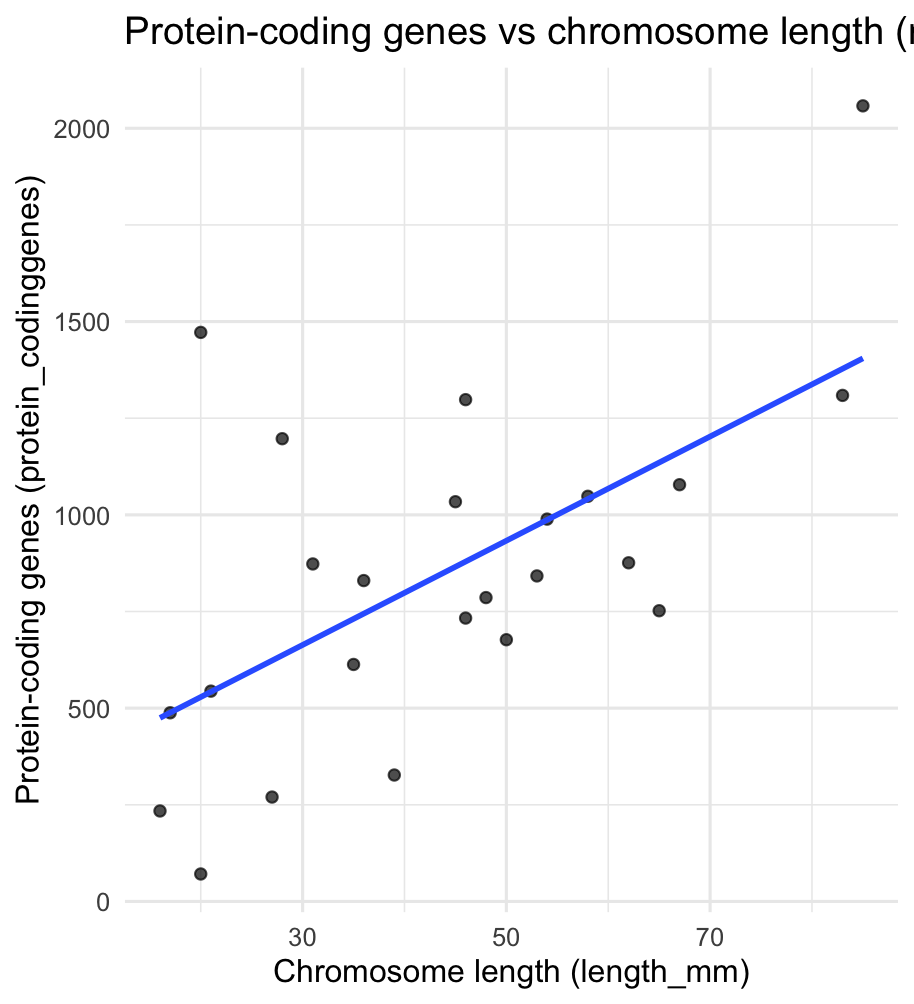 Protein-coding genes vs chromosome length (
2000
1500
1000
500
0
Protein-coding genes (protein_codinggenes)
30 50 70
Chromosome length (length_mm)